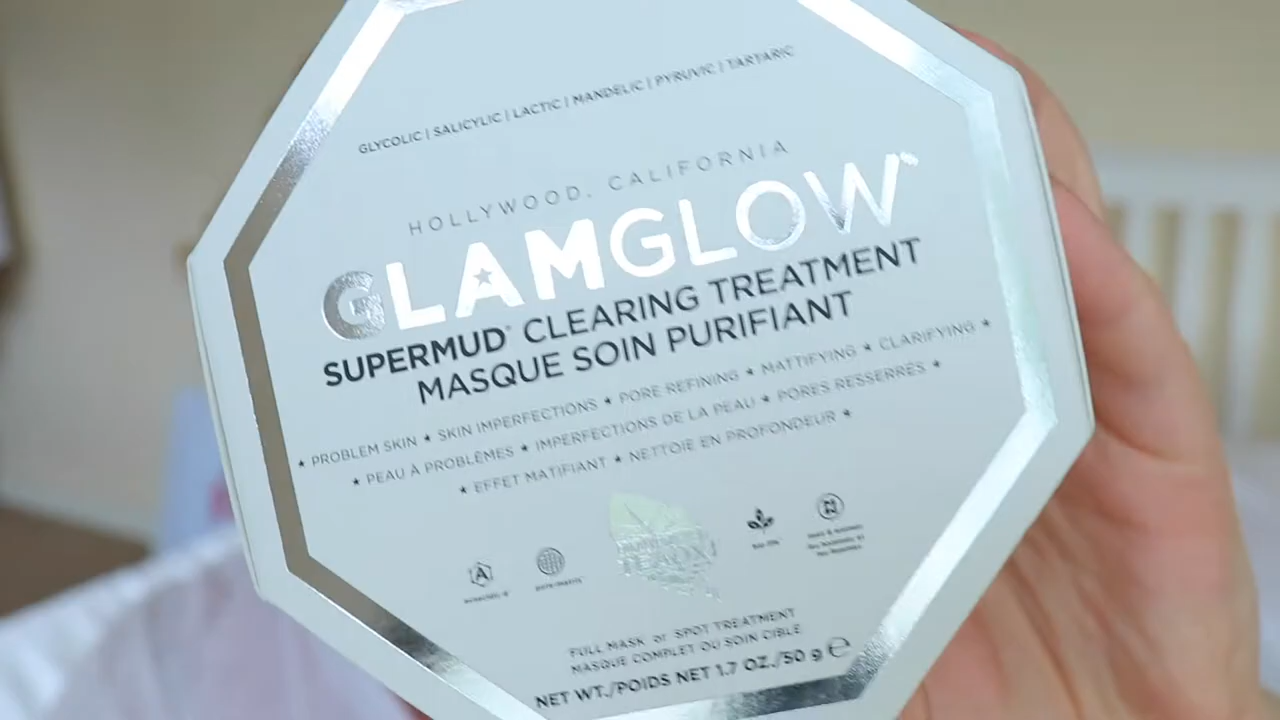 GLYCOLIC | SALICYLIC | LACTIC | MANDELIC | PYRUVIC | TARTARIC
HOLLYWOOD, CALIFORNIA
GLAMGLOW
SUPERMUD® CLEARING TREATMENT
MASQUE SOIN PURIFIANT
★ PROBLEM SKIN ★ SKIN IMPERFECTIONS ★ PORE REFINING ★ MATTIFYING ★ CLARIFYING ★
★ PEAU À PROBLÈMES ★ IMPERFECTIONS DE LA PEAU ★ PORES RESSERRÉS ★
★ EFFET MATIFIANT ★ NETTOIE EN PROFONDEUR ★
FULL MASK or SPOT TREATMENT
MASQUE COMPLET OU SOIN CIBLÉ
NET WT./POIDS NET 1.7 OZ./50 g ℮